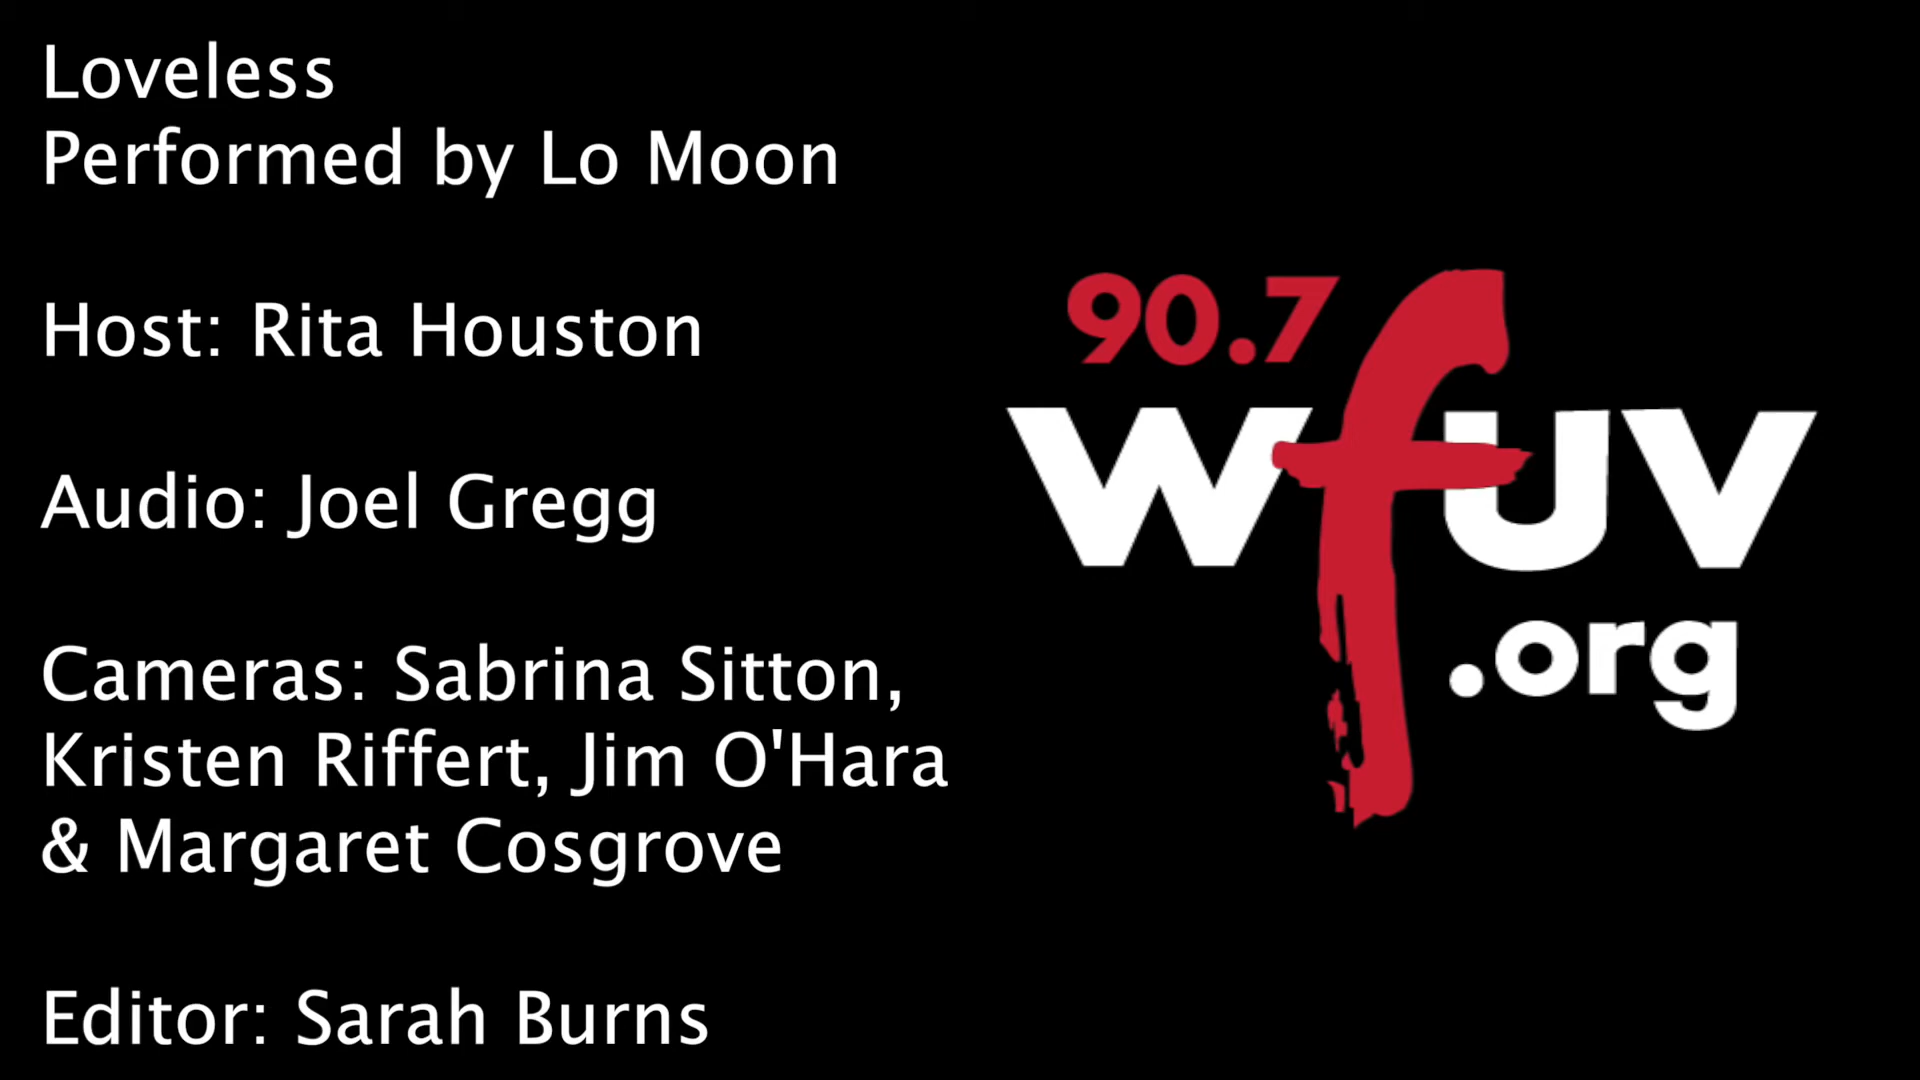 Loveless
Performed by Lo Moon
Host: Rita Houston
Audio: Joel Gregg
Cameras: Sabrina Sitton,
Kristen Riffert, Jim O'Hara
& Margaret Cosgrove
Editor: Sarah Burns
90.7
wfuv
.org